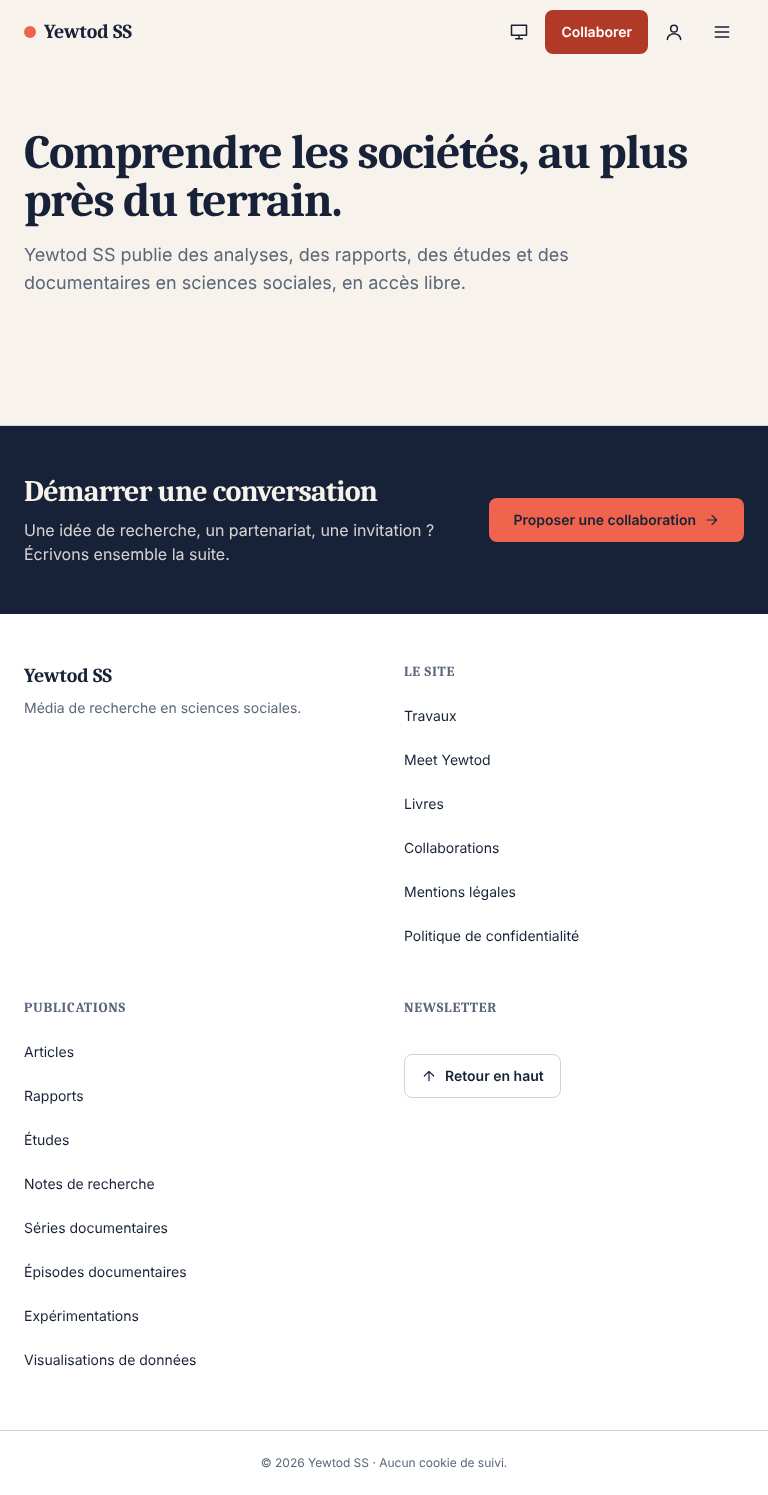 Yewtod SS
Collaborer
Comprendre les sociétés, au plus
près du terrain.
Yewtod SS publie des analyses, des rapports, des études et des
documentaires en sciences sociales, en accès libre.
Démarrer une conversation
Une idée de recherche, un partenariat, une invitation ?
Écrivons ensemble la suite.
Proposer une collaboration
Yewtod SS
Média de recherche en sciences sociales.
LE SITE
Travaux
Meet Yewtod
Livres
Collaborations
Mentions légales
Politique de confidentialité
PUBLICATIONS
Articles
Rapports
Études
Notes de recherche
Séries documentaires
Épisodes documentaires
Expérimentations
Visualisations de données
NEWSLETTER
Retour en haut
© 2026 Yewtod SS · Aucun cookie de suivi.